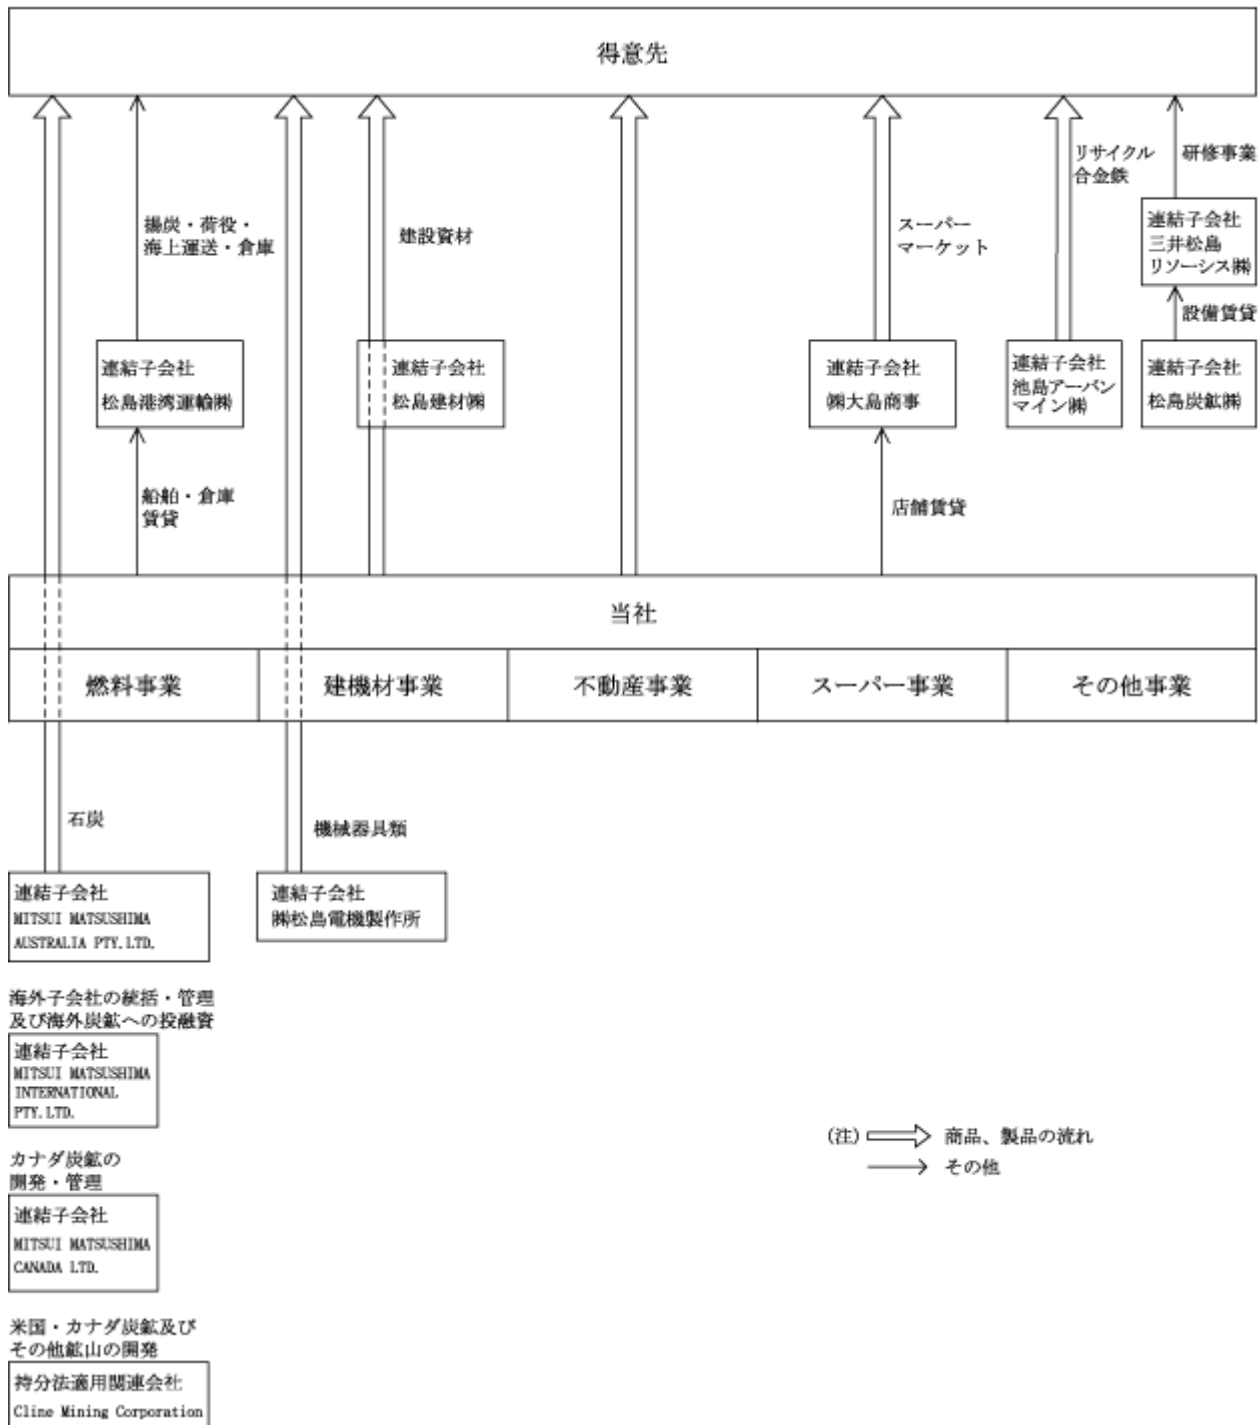 得意先
揚炭・荷役・
海上運送・倉庫
建設資材
スーパー
マーケット
リサイクル
合金鉄
研修事業
連結子会社
三井松島
リソーシス㈱
設備賃貸
連結子会社
松島港湾運輸㈱
連結子会社
松島建材㈱
連結子会社
㈱大島商事
連結子会社
池島アーバン
マイン㈱
連結子会社
松島炭鉱㈱
船舶・倉庫
賃貸
店舗賃貸
当社
燃料事業
建機材事業
不動産事業
スーパー事業
その他事業
石炭
機械器具類
連結子会社
MITSUI MATSUSHIMA
AUSTRALIA PTY.LTD.
連結子会社
㈱松島電機製作所
海外子会社の統括・管理
及び海外炭鉱への投融資
連結子会社
MITSUI MATSUSHIMA
INTERNATIONAL
PTY.LTD.
カナダ炭鉱の
開発・管理
連結子会社
MITSUI MATSUSHIMA
CANADA LTD.
米国・カナダ炭鉱及び
その他鉱山の開発
持分法適用関連会社
Cline Mining Corporation
(注) 商品、製品の流れ
その他